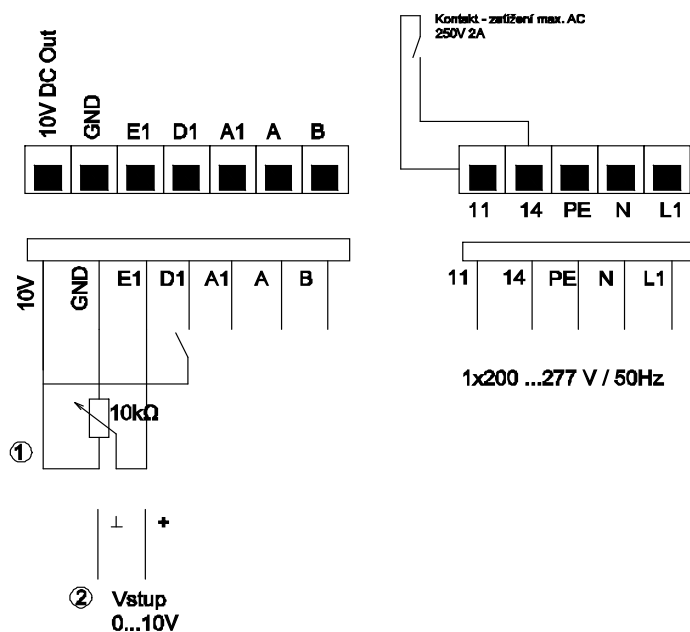 Kontakt - zatížení max. AC
250V 2A
10V DC Out
GND
E1
D1
A1
A
B
11
14
PE
N
L1
10V
GND
E1
D1
A1
A
B
11
14
PE
N
L1
1x200 ...277 V / 50Hz
10kΩ
1
⊥ +
2
Vstup
0...10V